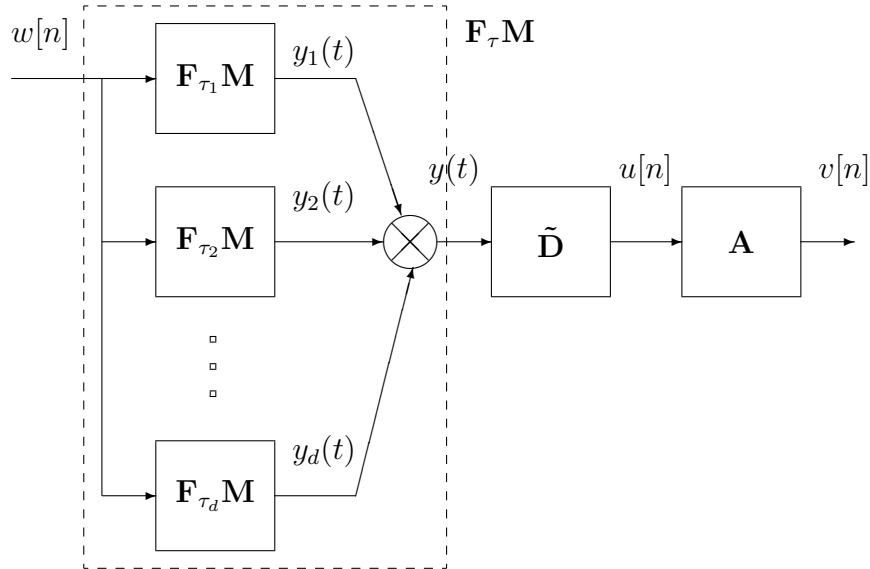 w[n]
F_{τ_1}M
y_1(t)
F_τM
F_{τ_2}M
y_2(t)
y(t)
D̃
u[n]
A
v[n]
F_{τ_d}M
y_d(t)